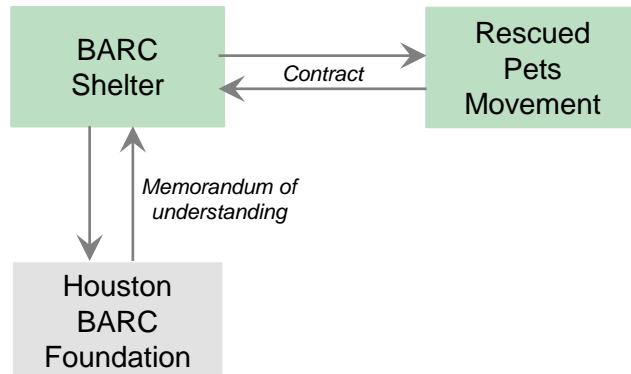 BARC
Shelter
Contract
Rescued
Pets
Movement
Memorandum of
understanding
Houston
BARC
Foundation